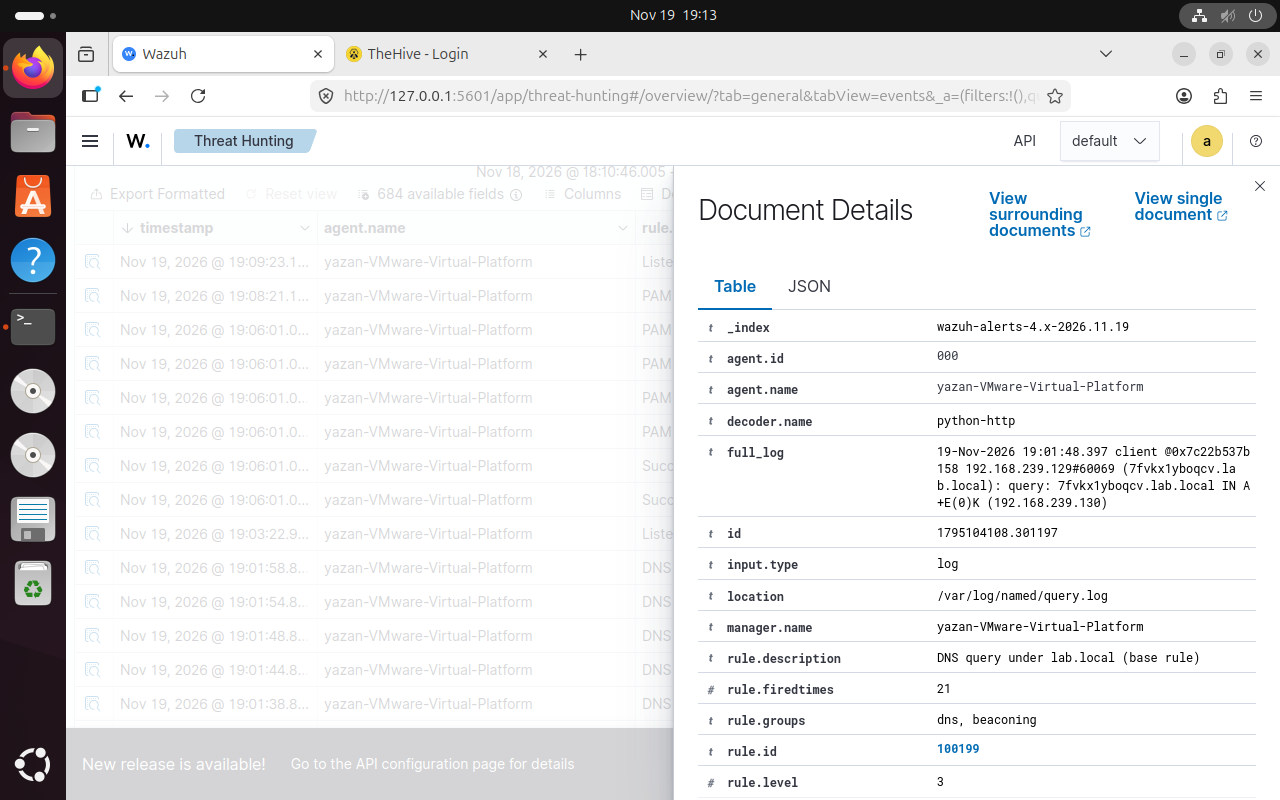 Nov 19 19:13
Wazuh
TheHive - Login
http://127.0.0.1:5601/app/threat-hunting#/overview/?tab=general&tabView=events&_a=(filters:!(),q
W.
Threat Hunting
API
default
a
Nov 18, 2026 @ 18:10:46.005 -
Export Formatted
Reset view
684 available fields
Columns
timestamp
agent.name
rule.
Nov 19, 2026 @ 19:09:23.1... yazan-VMware-Virtual-Platform Liste
Nov 19, 2026 @ 19:08:21.1... yazan-VMware-Virtual-Platform PAM
Nov 19, 2026 @ 19:06:01.0... yazan-VMware-Virtual-Platform PAM
Nov 19, 2026 @ 19:06:01.0... yazan-VMware-Virtual-Platform PAM
Nov 19, 2026 @ 19:06:01.0... yazan-VMware-Virtual-Platform PAM
Nov 19, 2026 @ 19:06:01.0... yazan-VMware-Virtual-Platform PAM
Nov 19, 2026 @ 19:06:01.0... yazan-VMware-Virtual-Platform Succ
Nov 19, 2026 @ 19:06:01.0... yazan-VMware-Virtual-Platform Succ
Nov 19, 2026 @ 19:03:22.9... yazan-VMware-Virtual-Platform Liste
Nov 19, 2026 @ 19:01:58.8... yazan-VMware-Virtual-Platform DNS
Nov 19, 2026 @ 19:01:54.8... yazan-VMware-Virtual-Platform DNS
Nov 19, 2026 @ 19:01:48.8... yazan-VMware-Virtual-Platform DNS
Nov 19, 2026 @ 19:01:44.8... yazan-VMware-Virtual-Platform DNS
Nov 19, 2026 @ 19:01:38.8... yazan-VMware-Virtual-Platform DNS
New release is available! Go to the API configuration page for details
Document Details
View
surrounding
documents
View single
document
Table
JSON
t _index wazuh-alerts-4.x-2026.11.19
t agent.id 000
t agent.name yazan-VMware-Virtual-Platform
t decoder.name python-http
t full_log 19-Nov-2026 19:01:48.397 client @0x7c22b537b
158 192.168.239.129#60069 (7fvkx1yboqcv.la
b.local): query: 7fvkx1yboqcv.lab.local IN A
+E(0)K (192.168.239.130)
t id 1795104108.301197
t input.type log
t location /var/log/named/query.log
t manager.name yazan-VMware-Virtual-Platform
t rule.description DNS query under lab.local (base rule)
# rule.firedtimes 21
t rule.groups dns, beaconing
t rule.id 100199
# rule.level 3